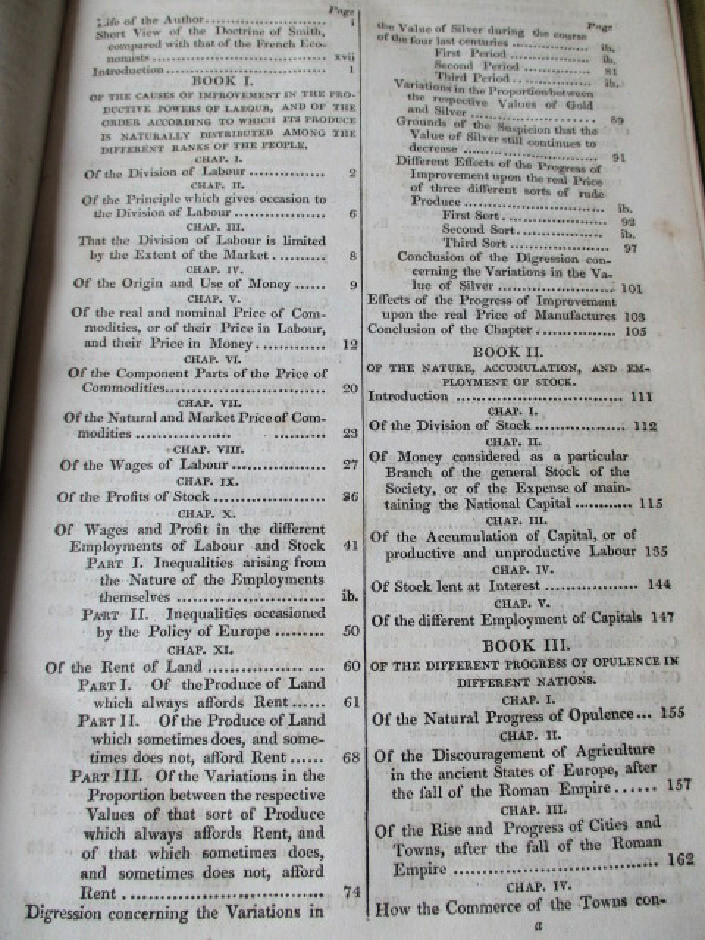 Page
Life of the Author.................. i
Short View of the Doctrine of Smith,
compared with that of the French Eco-
nomists .................. xvij
Introduction.................. 1
BOOK I.
OF THE CAUSES OF IMPROVEMENT IN THE PRO-
DUCTIVE POWERS OF LABOUR, AND OF THE
ORDER ACCORDING TO WHICH ITS PRODUCE
IS NATURALLY DISTRIBUTED AMONG THE
DIFFERENT RANKS OF THE PEOPLE.
CHAP. I.
Of the Division of Labour .................. 2
CHAP. II.
Of the Principle which gives occasion to
the Division of Labour .................. 6
CHAP. III.
That the Division of Labour is limited
by the Extent of the Market........... 8
CHAP. IV.
Of the Origin and Use of Money ...... 9
CHAP. V.
Of the real and nominal Price of Com-
modities, or of their Price in Labour,
and their Price in Money ............. 12
CHAP. VI.
Of the Component Parts of the Price of
Commodities.................. 20
CHAP. VII.
Of the Natural and Market Price of Com-
modities .................. 23
CHAP. VIII.
Of the Wages of Labour .................. 27
CHAP. IX.
Of the Profits of Stock .................. 36
CHAP. X.
Of Wages and Profit in the different
Employments of Labour and Stock 41
PART I. Inequalities arising from
the Nature of the Employments
themselves .................. ib.
PART II. Inequalities occasioned
by the Policy of Europe ......... 50
CHAP. XI.
Of the Rent of Land .................. 60
PART I. Of the Produce of Land
which always affords Rent...... 61
PART II. Of the Produce of Land
which sometimes does, and some-
times does not, afford Rent ...... 68
PART III. Of the Variations in the
Proportion between the respective
Values of that sort of Produce
which always affords Rent, and
of that which sometimes does,
and sometimes does not, afford
Rent .................. 74
Digression concerning the Variations in
Page
the Value of Silver during the course
of the four last centuries .................. ib.
First Period .................. ib.
Second Period .................. 81
Third Period .................. ib.
Variations in the Proportion between
the respective Values of Gold
and Silver .................. 89
Grounds of the Suspicion that the
Value of Silver still continues to
decrease .................. 91
Different Effects of the Progress of
Improvement upon the real Price
of three different sorts of rude
Produce .................. ib.
First Sort .................. 92
Second Sort .................. ib.
Third Sort .................. 97
Conclusion of the Digression con-
cerning the Variations in the Va-
lue of Silver .................. 101
Effects of the Progress of Improvement
upon the real Price of Manufactures 103
Conclusion of the Chapter ................ 105
BOOK II.
OF THE NATURE, ACCUMULATION, AND EM-
PLOYMENT OF STOCK.
Introduction .................. 111
CHAP. I.
Of the Division of Stock .................. 112
CHAP. II.
Of Money considered as a particular
Branch of the general Stock of the
Society, or of the Expense of main-
taining the National Capital ............ 115
CHAP. III.
Of the Accumulation of Capital, or of
productive and unproductive Labour 135
CHAP. IV.
Of Stock lent at Interest .................. 144
CHAP. V.
Of the different Employment of Capitals 147
BOOK III.
OF THE DIFFERENT PROGRESS OF OPULENCE IN
DIFFERENT NATIONS.
CHAP. I.
Of the Natural Progress of Opulence... 155
CHAP. II.
Of the Discouragement of Agriculture
in the ancient States of Europe, after
the fall of the Roman Empire ...... 157
CHAP. III.
Of the Rise and Progress of Cities and
Towns, after the fall of the Roman
Empire .................. 162
CHAP. IV.
How the Commerce of the Towns con-
a